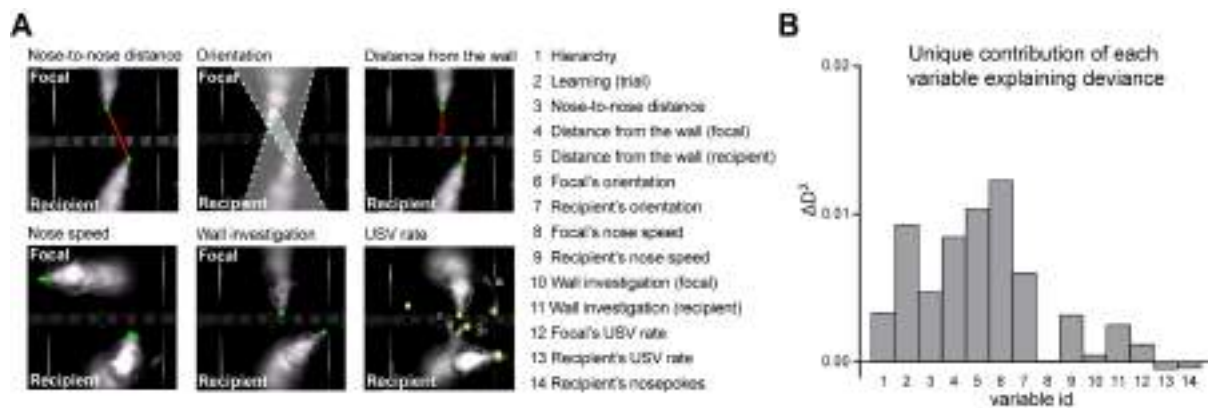 A
Nose-to-nose distance
Focal
Recipient
Orientation
Recipient
Distance from the wall
Focal
Recipient
Nose speed
Focal
Recipient
Wall investigation
Focal
Recipient
USV rate
Recipient
1 Hierarchy
2 Learning (trial)
3 Nose-to-nose distance
4 Distance from the wall (focal)
5 Distance from the wall (recipient)
6 Focal's orientation
7 Recipient's orientation
8 Focal's nose speed
9 Recipient's nose speed
10 Wall investigation (focal)
11 Wall investigation (recipient)
12 Focal's USV rate
13 Recipient's USV rate
14 Recipient's nosepokes
B
Unique contribution of each
variable explaining deviance
0.02
0.01
0.00
ΔD²
1 2 3 4 5 6 7 8 9 10 11 12 13 14
variable id